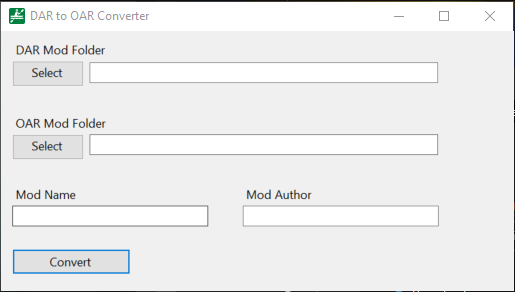 DAR to OAR Converter
DAR Mod Folder
Select
OAR Mod Folder
Select
Mod Name Mod Author
Convert